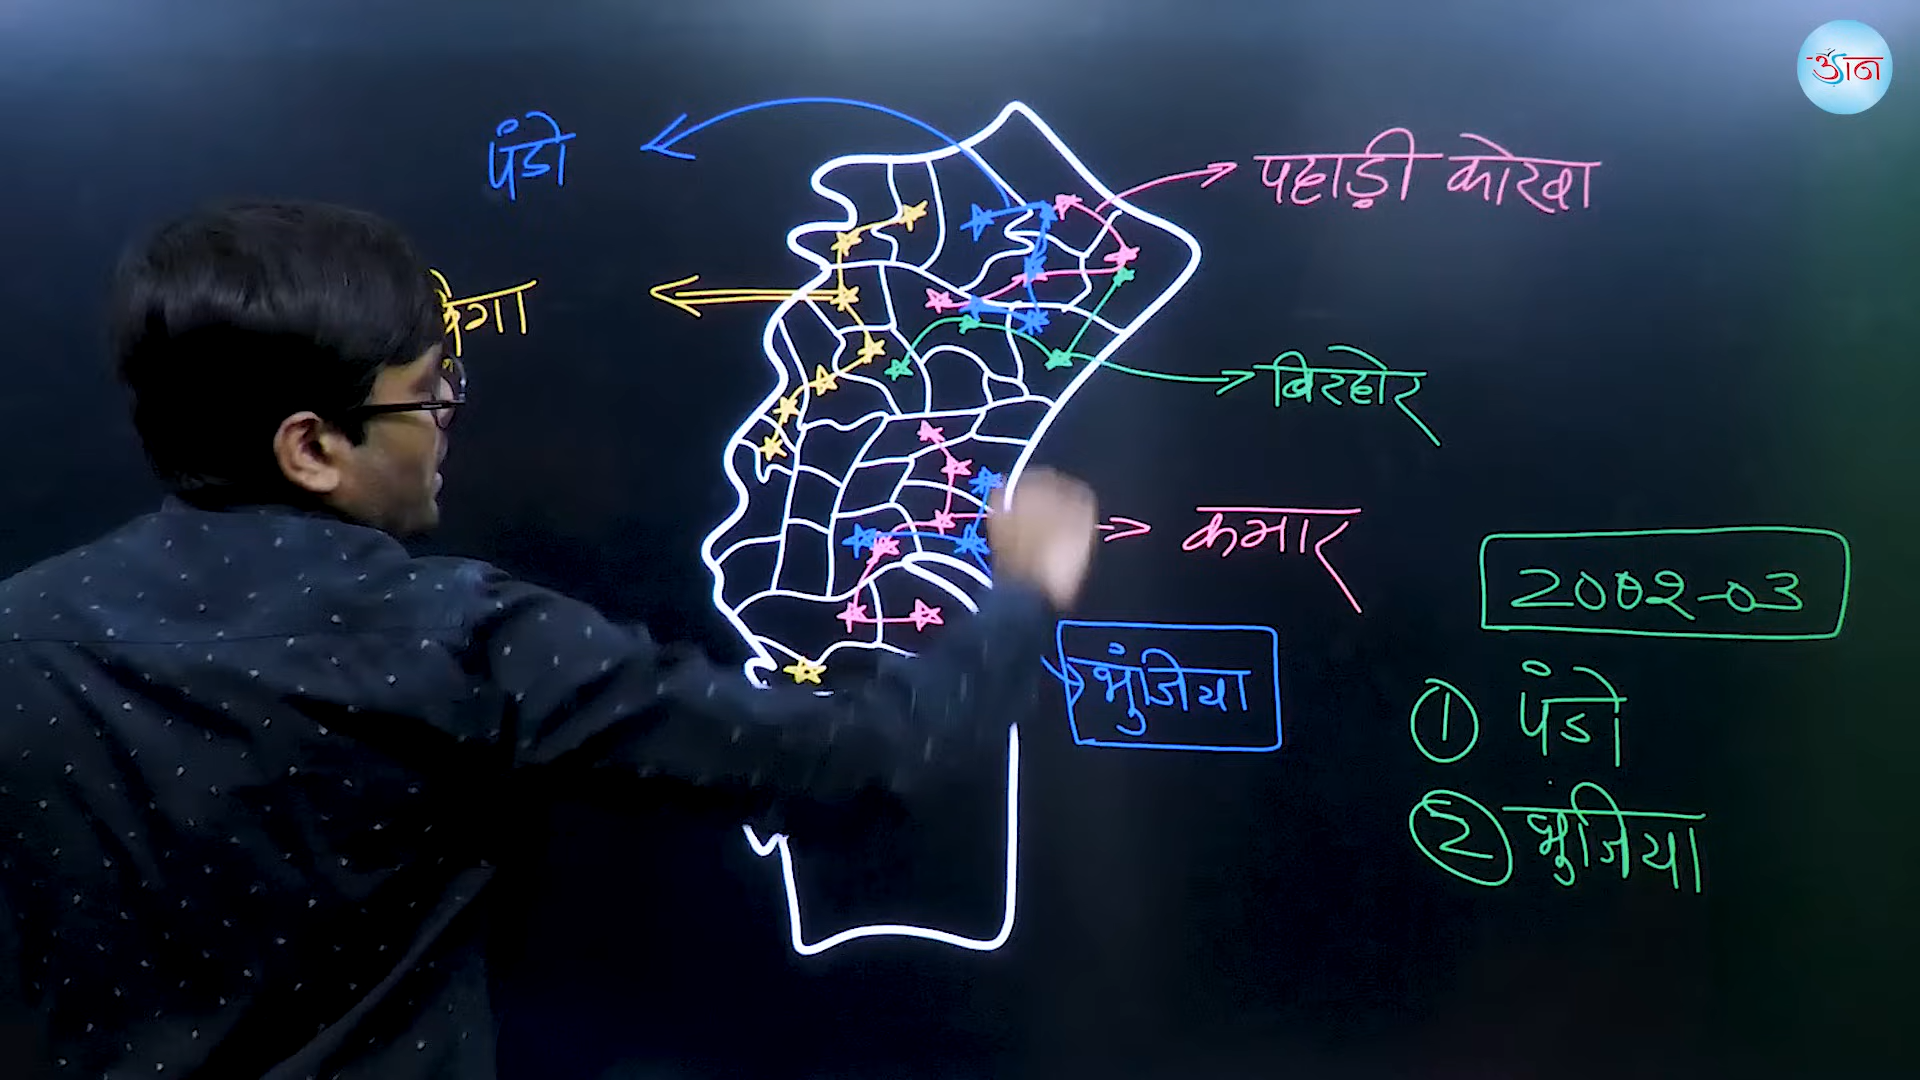 ज्ञान
पंडो
पहाड़ी कोरवा
बिरहोर
कमार
2002-03
भुंजिया
① पंडो
② भुंजिया